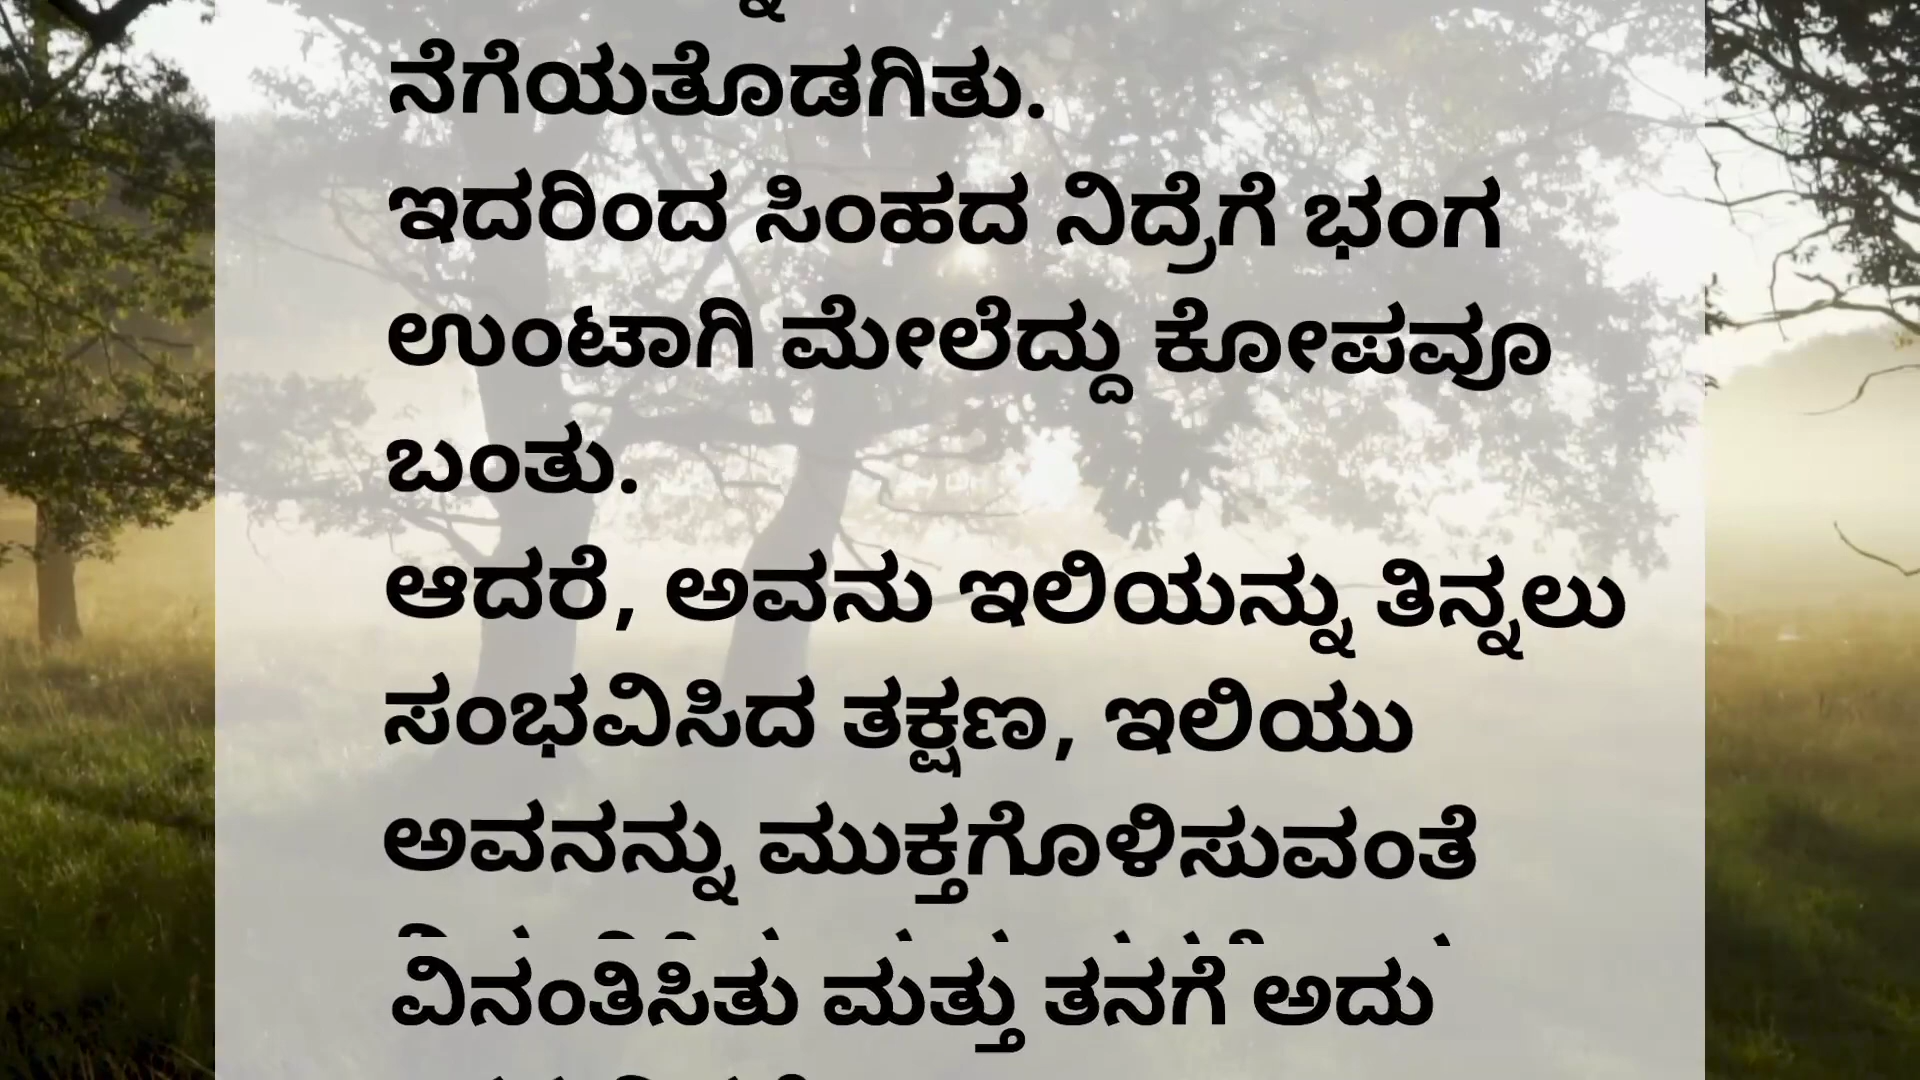 ನೆಗೆಯತೊಡಗಿತು.
ಇದರಿಂದ ಸಿಂಹದ ನಿದ್ರೆಗೆ ಭಂಗ
ಉಂಟಾಗಿ ಮೇಲೆದ್ದು ಕೋಪವೂ
ಬಂತು.
ಆದರೆ, ಅವನು ಇಲಿಯನ್ನು ತಿನ್ನಲು
ಸಂಭವಿಸಿದ ತಕ್ಷಣ, ಇಲಿಯು
ಅವನನ್ನು ಮುಕ್ತಗೊಳಿಸುವಂತೆ
ವಿನಂತಿಸಿತು ಮತ್ತು ತನಗೆ ಅದು